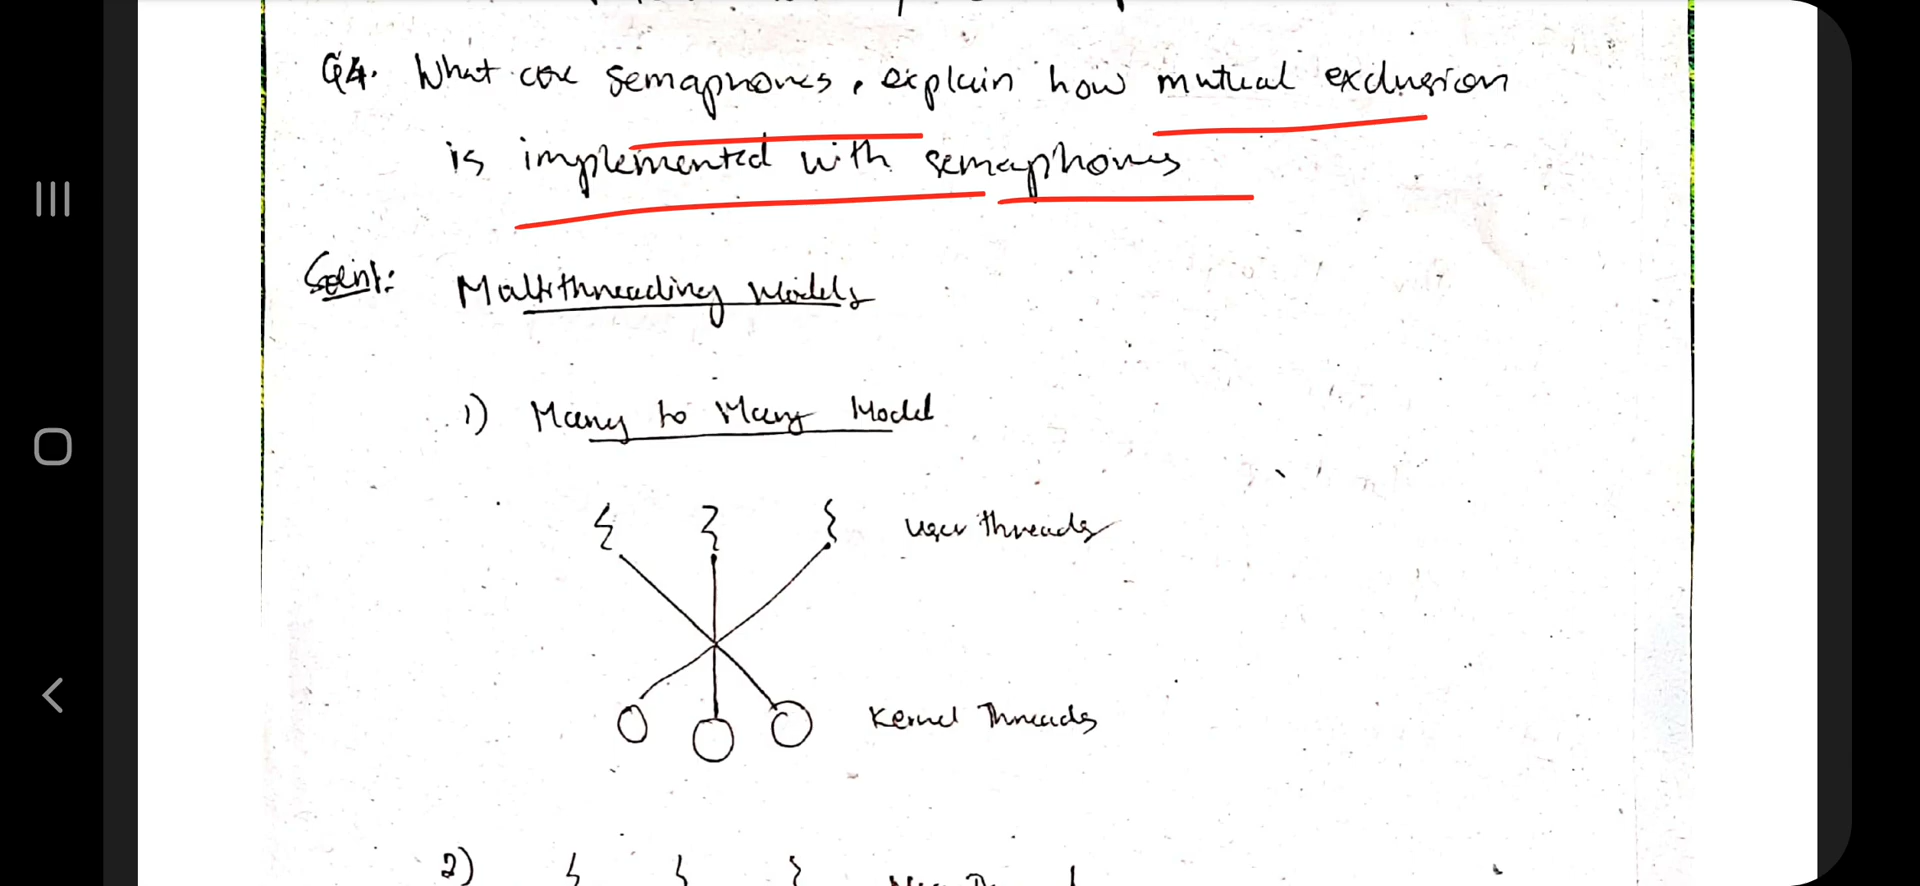 Q4. What are semaphores, explain how mutual exclusion
is implemented with semaphores
Soln:
Multithreading Models
1) Many to Many Model
User threads
Kernel Threads
2)